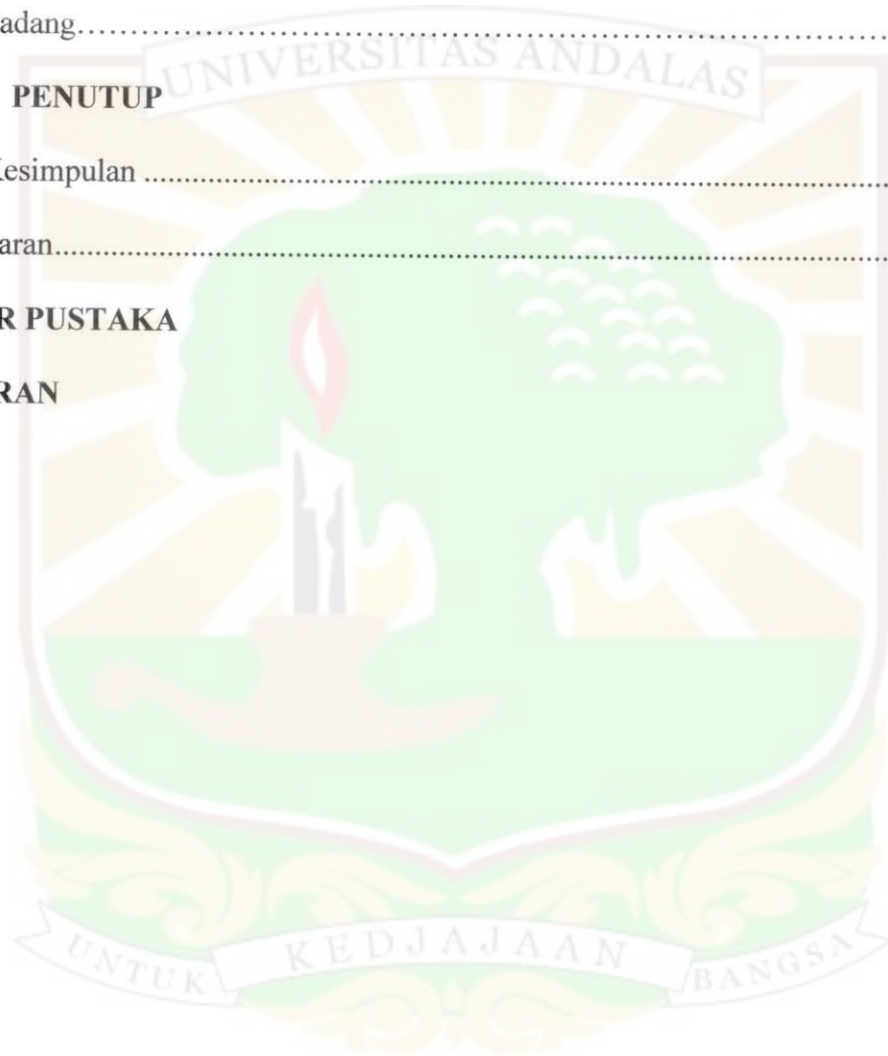 adang
UNIVERSITAS ANDALAS
PENUTUP
Kesimpulan
aran
R PUSTAKA
RAN
UNTUK KEDJAJAAN BANGSA